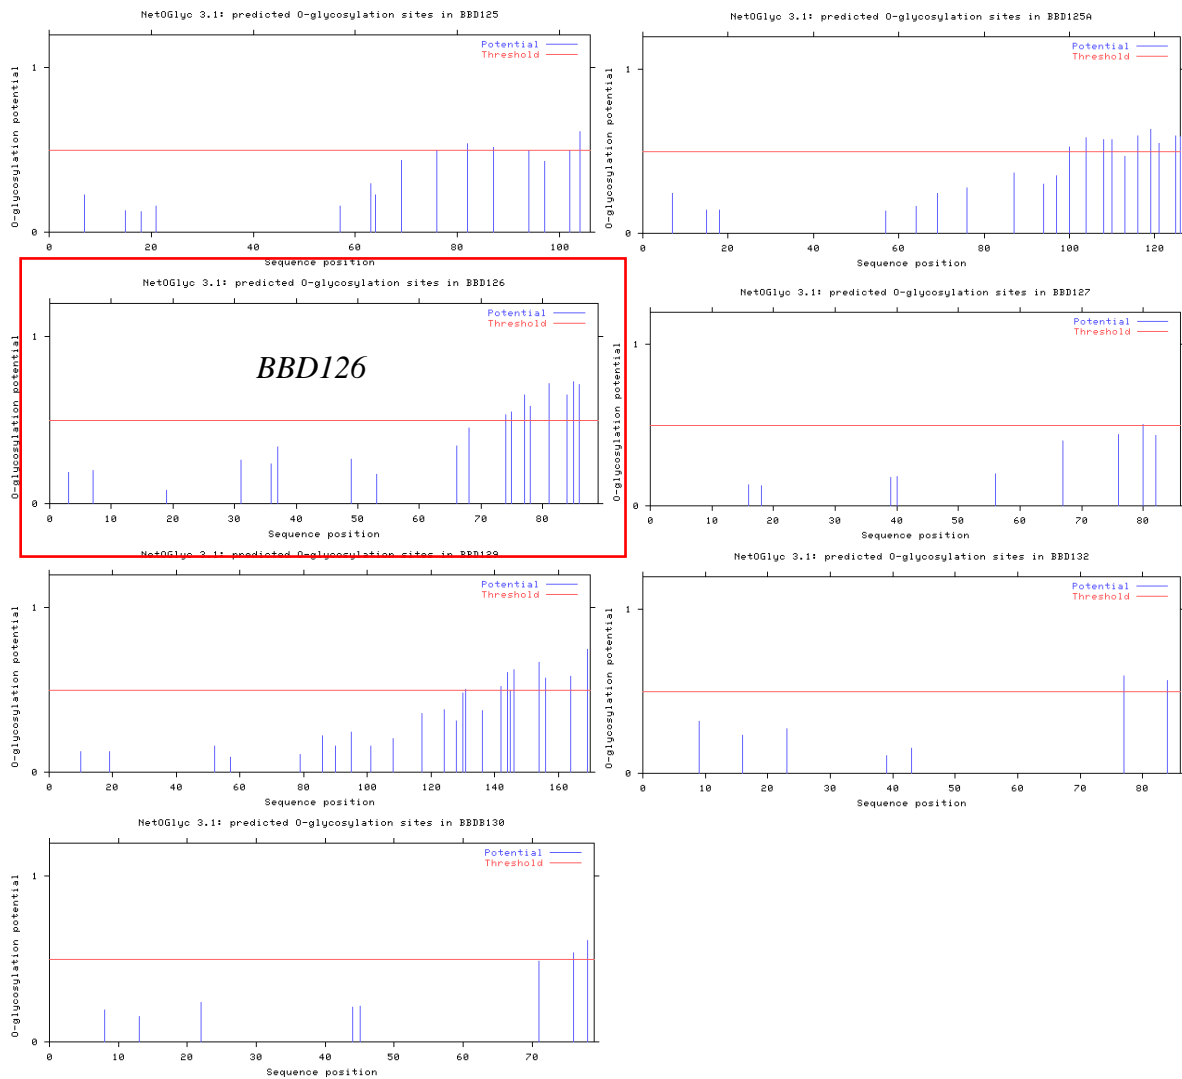 NetOGlyc 3.1: predicted O-glycosylation sites in BBD125
Potential
Threshold
O-glycosylation potential
1
0
0 20 40 60 80 100
Sequence position
NetOGlyc 3.1: predicted O-glycosylation sites in BBD125A
Potential
Threshold
O-glycosylation potential
1
0
0 20 40 60 80 100 120
Sequence position
NetOGlyc 3.1: predicted O-glycosylation sites in BBD126
Potential
Threshold
BBD126
O-glycosylation potential
1
0
0 10 20 30 40 50 60 70 80
Sequence position
NetOGlyc 3.1: predicted O-glycosylation sites in BBD127
Potential
Threshold
O-glycosylation potential
1
0
0 10 20 30 40 50 60 70 80
Sequence position
NetOGlyc 3.1: predicted O-glycosylation sites in BBD129
Potential
Threshold
O-glycosylation potential
1
0
0 20 40 60 80 100 120 140 160
Sequence position
NetOGlyc 3.1: predicted O-glycosylation sites in BBD132
Potential
Threshold
O-glycosylation potential
1
0
0 10 20 30 40 50 60 70 80
Sequence position
NetOGlyc 3.1: predicted O-glycosylation sites in BBDB130
Potential
Threshold
O-glycosylation potential
1
0
0 10 20 30 40 50 60 70
Sequence position